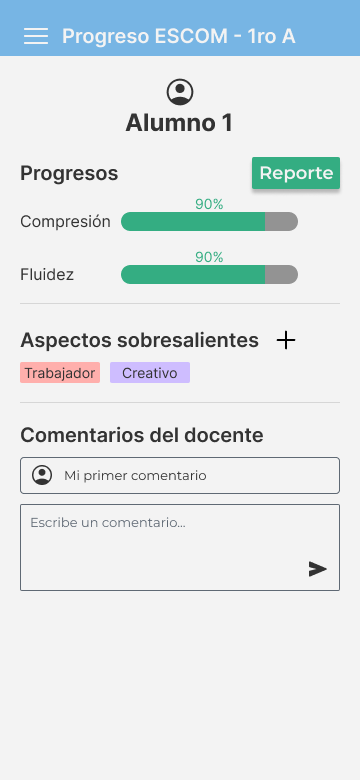 Progreso ESCOM - 1ro A
Alumno 1
Progresos
Reporte
90%
Compresión
90%
Fluidez
Aspectos sobresalientes +
Trabajador
Creativo
Comentarios del docente
Mi primer comentario
Escribe un comentario...